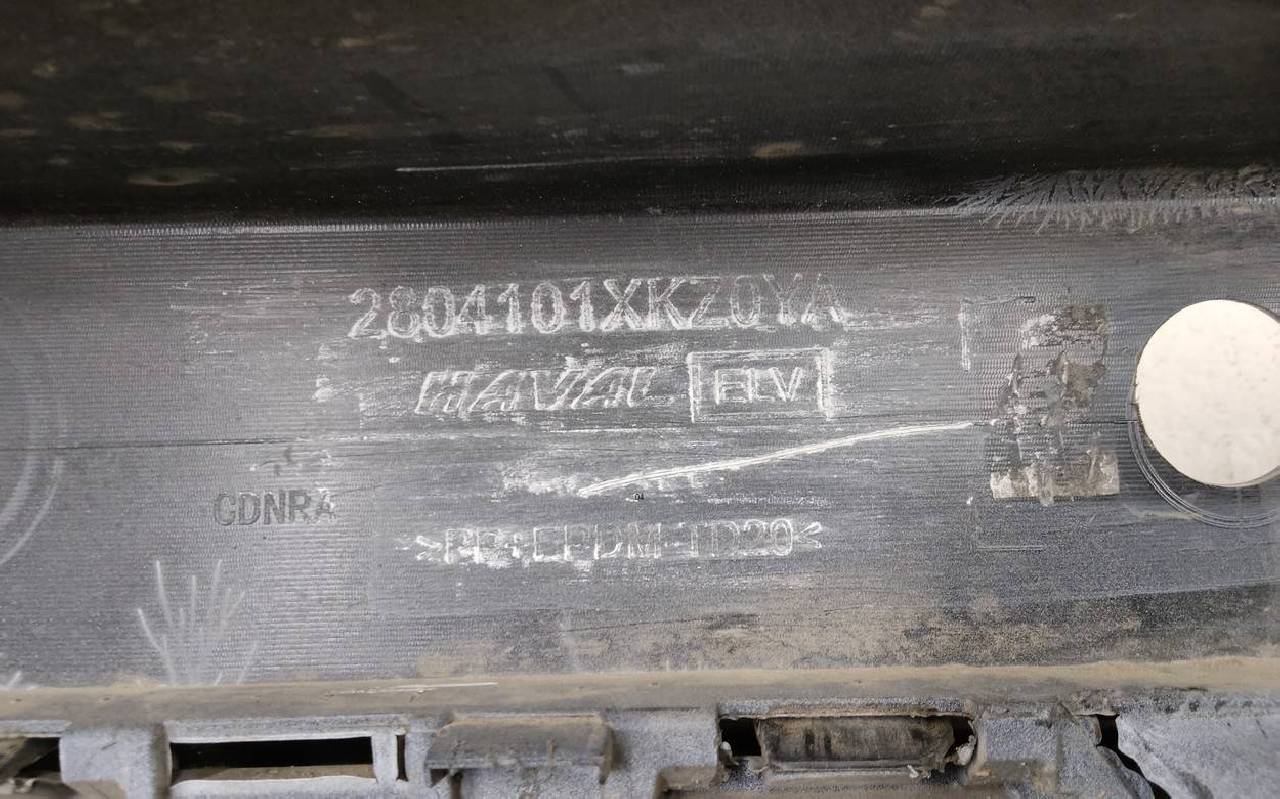 2804101XKZ0YA
HAVAL ELV
GDNRA
>PP+EPDM-TD20<